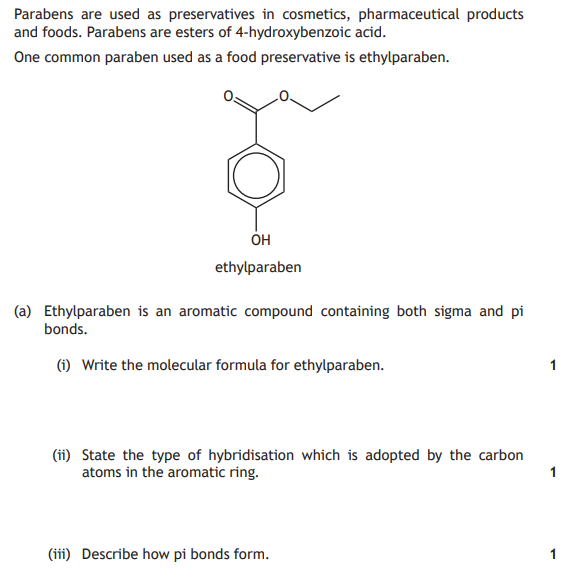 Parabens are used as preservatives in cosmetics, pharmaceutical products
and foods. Parabens are esters of 4-hydroxybenzoic acid.
One common paraben used as a food preservative is ethylparaben.
O O
OH
ethylparaben
(a) Ethylparaben is an aromatic compound containing both sigma and pi
bonds.
(i) Write the molecular formula for ethylparaben. 1
(ii) State the type of hybridisation which is adopted by the carbon
atoms in the aromatic ring. 1
(iii) Describe how pi bonds form. 1